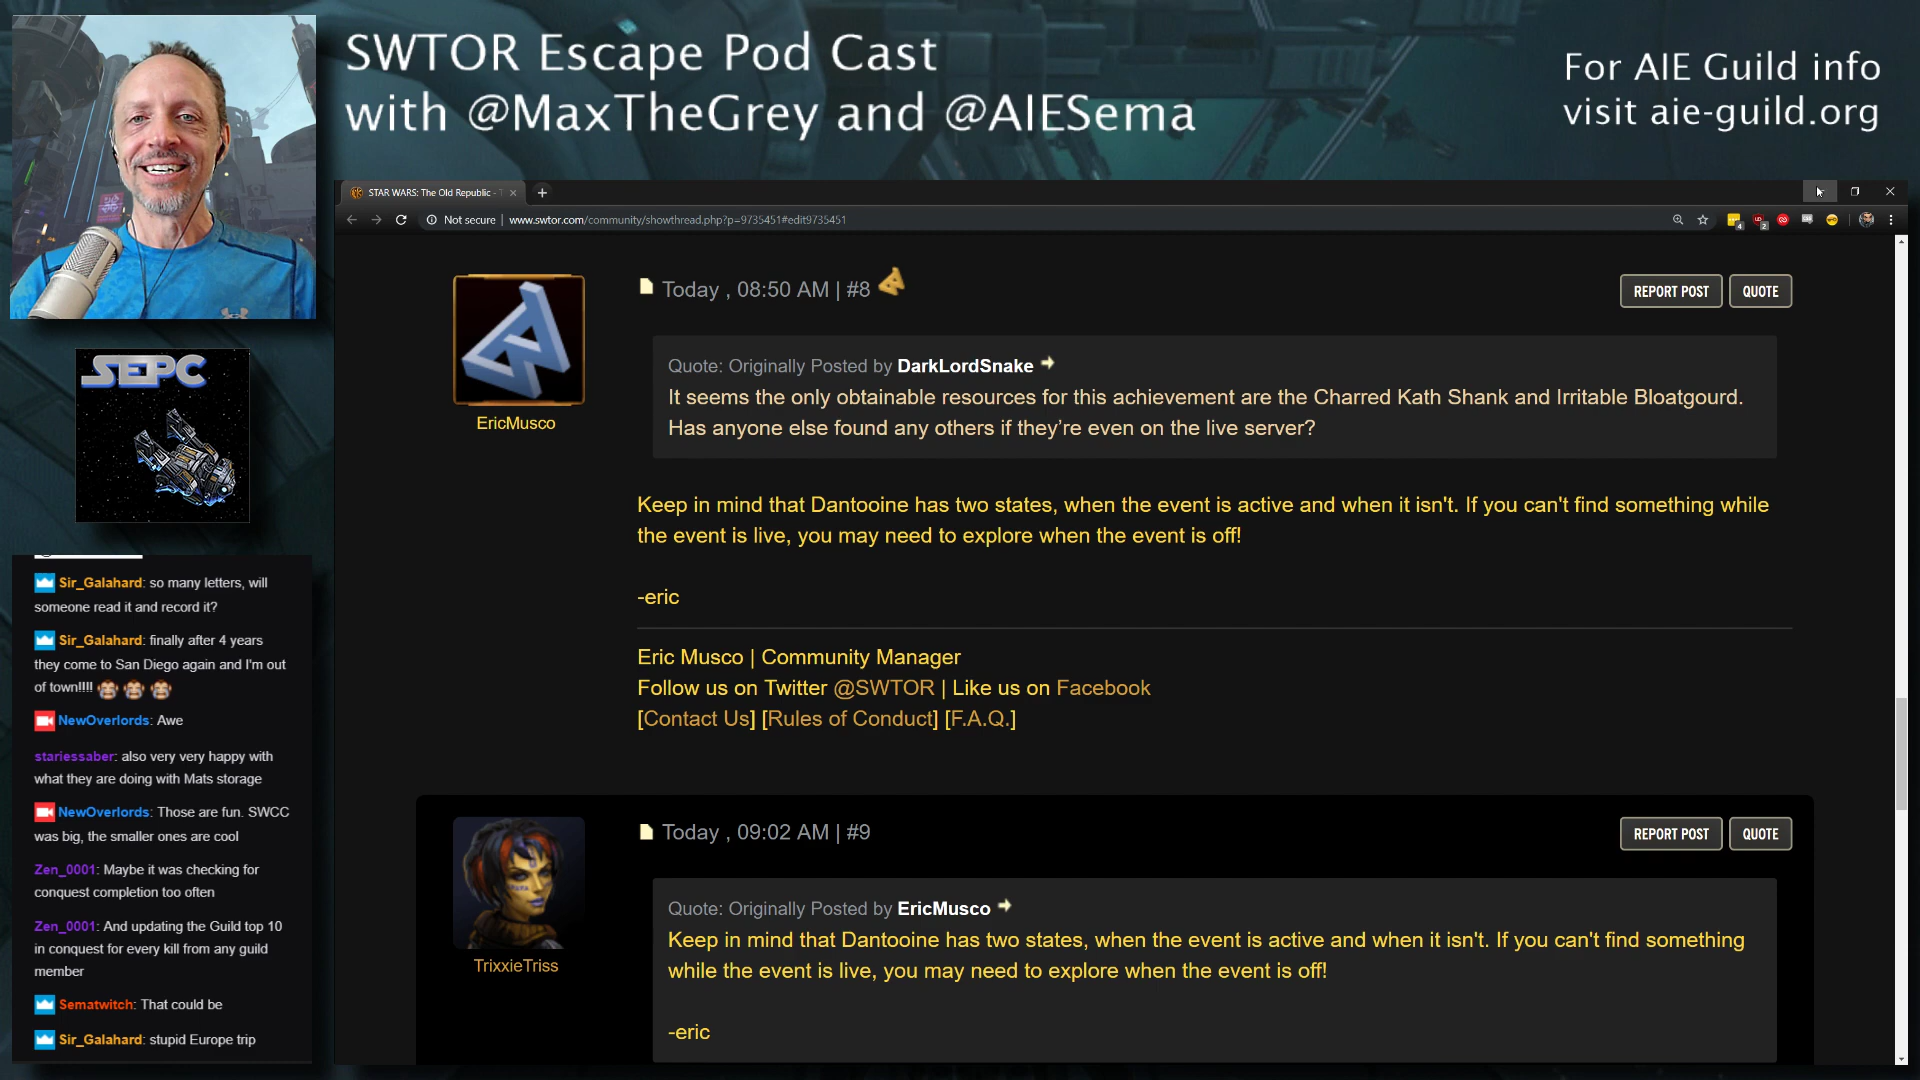 SWTOR Escape Pod Cast
with @MaxTheGrey and @AIESema
For AIE Guild info
visit aie-guild.org
SEPC
Sir_Galahard: so many letters, will
someone read it and record it?
Sir_Galahard: finally after 4 years
they come to San Diego again and I'm out
of town!!!!
NewOverlords: Awe
stariessaber: also very very happy with
what they are doing with Mats storage
NewOverlords: Those are fun. SWCC
was big, the smaller ones are cool
Zen_0001: Maybe it was checking for
conquest completion too often
Zen_0001: And updating the Guild top 10
in conquest for every kill from any guild
member
Sematwitch: That could be
Sir_Galahard: stupid Europe trip
STAR WARS: The Old Republic -
Not secure | www.swtor.com/community/showthread.php?p=9735451#edit9735451
4
2
EricMusco
Today , 08:50 AM | #8
REPORT POST
QUOTE
Quote: Originally Posted by DarkLordSnake
It seems the only obtainable resources for this achievement are the Charred Kath Shank and Irritable Bloatgourd.
Has anyone else found any others if they’re even on the live server?
Keep in mind that Dantooine has two states, when the event is active and when it isn't. If you can't find something while
the event is live, you may need to explore when the event is off!
-eric
Eric Musco | Community Manager
Follow us on Twitter @SWTOR | Like us on Facebook
[Contact Us] [Rules of Conduct] [F.A.Q.]
TrixxieTriss
Today , 09:02 AM | #9
REPORT POST
QUOTE
Quote: Originally Posted by EricMusco
Keep in mind that Dantooine has two states, when the event is active and when it isn't. If you can't find something
while the event is live, you may need to explore when the event is off!
-eric